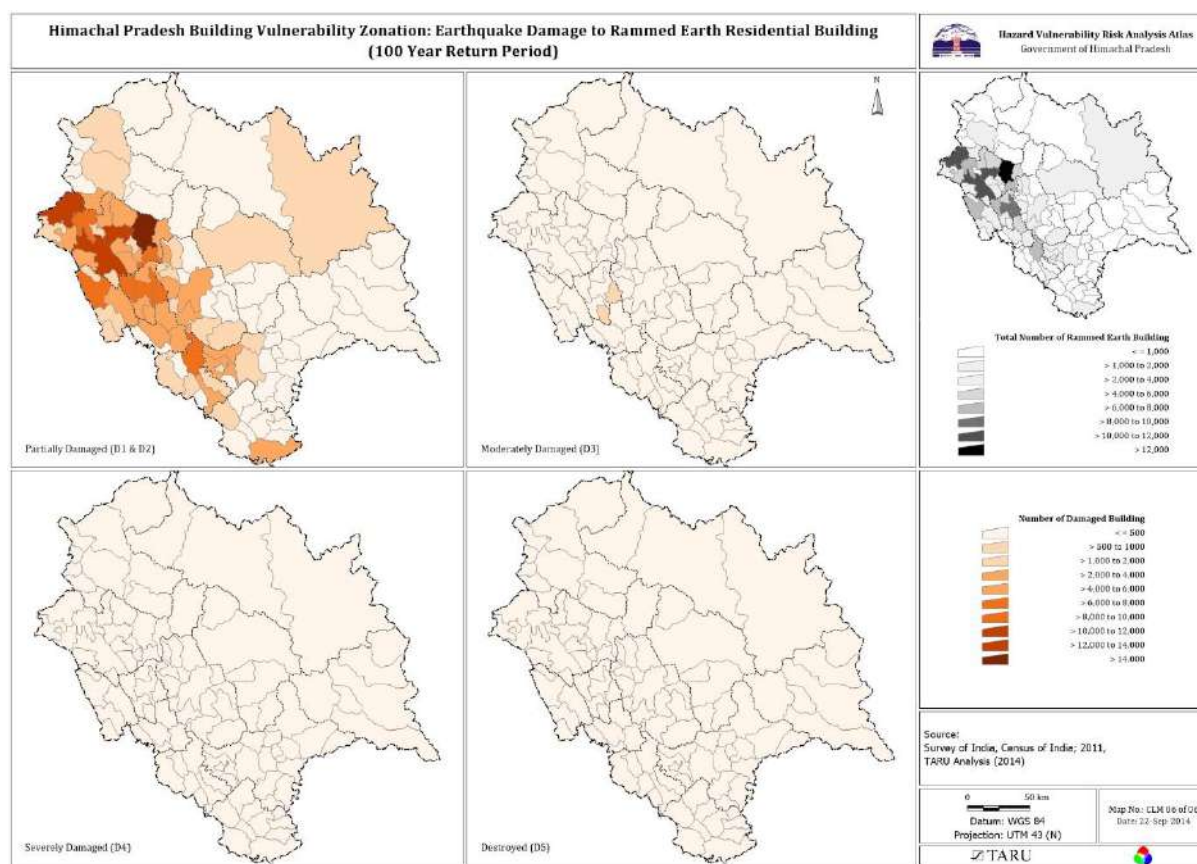 Himachal Pradesh Building Vulnerability Zonation: Earthquake Damage to Rammed Earth Residential Building
(100 Year Return Period)
Hazard Vulnerability Risk Analysis Atlas
Government of Himachal Pradesh
N
Partially Damaged (D1 & D2)
Moderately Damaged (D3)
Total Number of Rammed Earth Building
<= 1,000
> 1,000 to 2,000
> 2,000 to 4,000
> 4,000 to 6,000
> 6,000 to 8,000
> 8,000 to 10,000
> 10,000 to 12,000
> 12,000
Severely Damaged (D4)
Destroyed (D5)
Number of Damaged Building
<= 500
> 500 to 1000
> 1,000 to 2,000
> 2,000 to 4,000
> 4,000 to 6,000
> 6,000 to 8,000
> 8,000 to 10,000
> 10,000 to 12,000
> 12,000 to 14,000
> 14,000
Source:
Survey of India, Census of India; 2011,
TARU Analysis (2014)
0 50 km
Datum: WGS 84
Projection: UTM 43 (N)
Map No.: CLM 06 of 06
Date: 22-Sep-2014
TARU